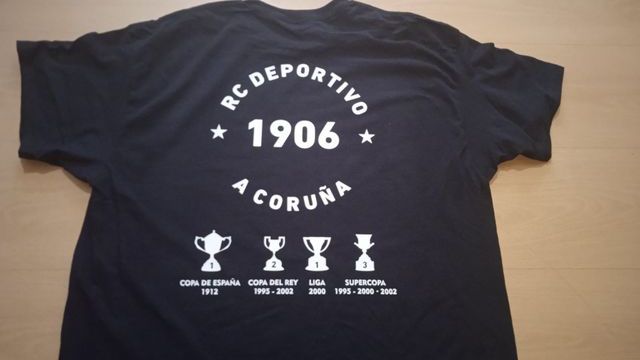 RC DEPORTIVO
1906
A CORUÑA
1 2 1 3
COPA DE ESPAÑA COPA DEL REY LIGA SUPERCOPA
1912 1995 - 2002 2000 1995 - 2000 - 2002